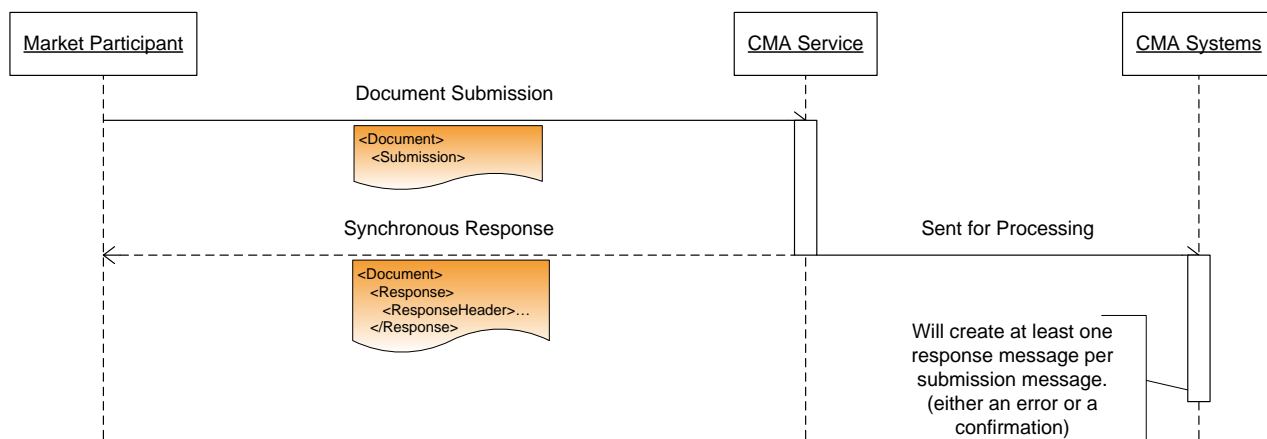 Market Participant
CMA Service
CMA Systems
Document Submission
<Document>
<Submission>
Synchronous Response
Sent for Processing
<Document>
<Response>
<ResponseHeader>…
</Response>
Will create at least one
response message per
submission message.
(either an error or a
confirmation)